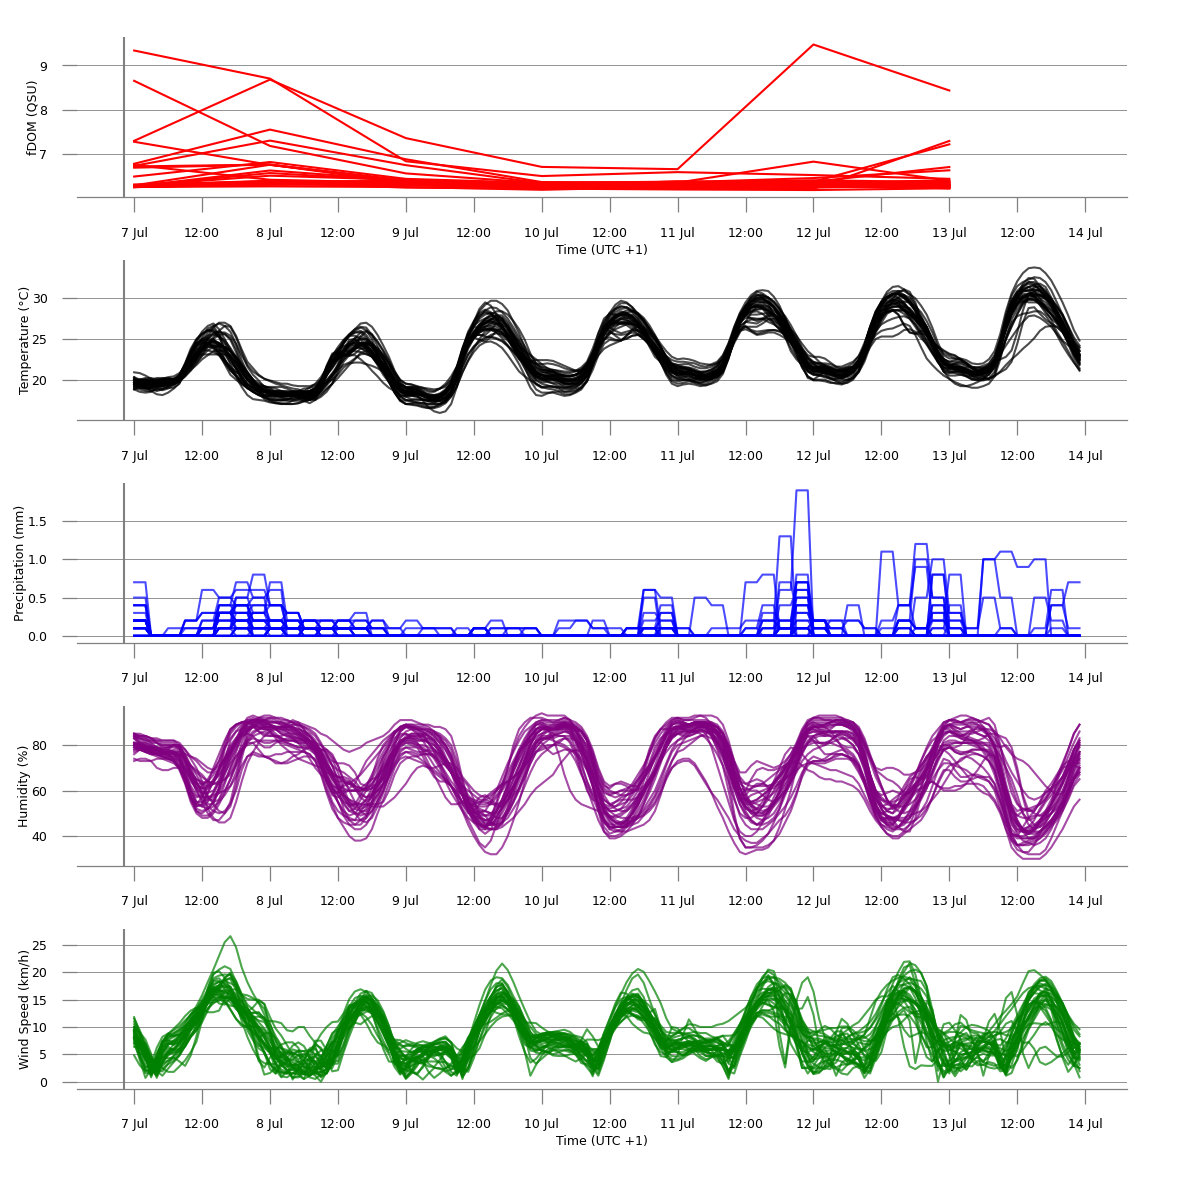 9
8
7
fDOM (QSU)
7 Jul 12:00 8 Jul 12:00 9 Jul 12:00 10 Jul 12:00 11 Jul 12:00 12 Jul 12:00 13 Jul 12:00 14 Jul
Time (UTC +1)
30
25
20
Temperature (°C)
7 Jul 12:00 8 Jul 12:00 9 Jul 12:00 10 Jul 12:00 11 Jul 12:00 12 Jul 12:00 13 Jul 12:00 14 Jul
1.5
1.0
0.5
0.0
Precipitation (mm)
7 Jul 12:00 8 Jul 12:00 9 Jul 12:00 10 Jul 12:00 11 Jul 12:00 12 Jul 12:00 13 Jul 12:00 14 Jul
80
60
40
Humidity (%)
7 Jul 12:00 8 Jul 12:00 9 Jul 12:00 10 Jul 12:00 11 Jul 12:00 12 Jul 12:00 13 Jul 12:00 14 Jul
25
20
15
10
5
0
Wind Speed (km/h)
7 Jul 12:00 8 Jul 12:00 9 Jul 12:00 10 Jul 12:00 11 Jul 12:00 12 Jul 12:00 13 Jul 12:00 14 Jul
Time (UTC +1)